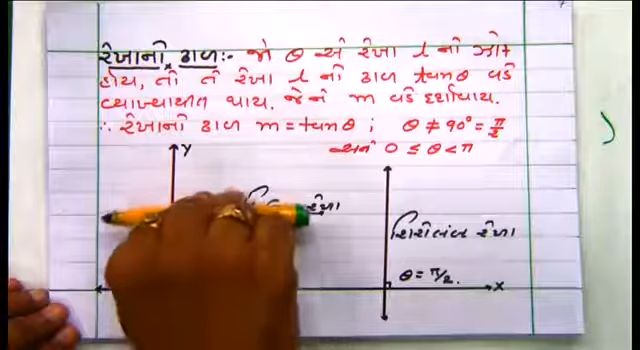 રેખાનો ઢાળ:- જો θ એ રેખા l નો ઝોક
હોય, તો તે રેખા l નો ઢાળ tanθ વડે
વ્યાખ્યાયીત થાય. જેને m વડે દર્શાવાય.
∴ રેખાનો ઢાળ m = tanθ ; θ ≠ 90° = π/2
અને 0 ≤ θ < π
Y
રેખા
શિરોલંબ રેખા
θ = π/2.
X